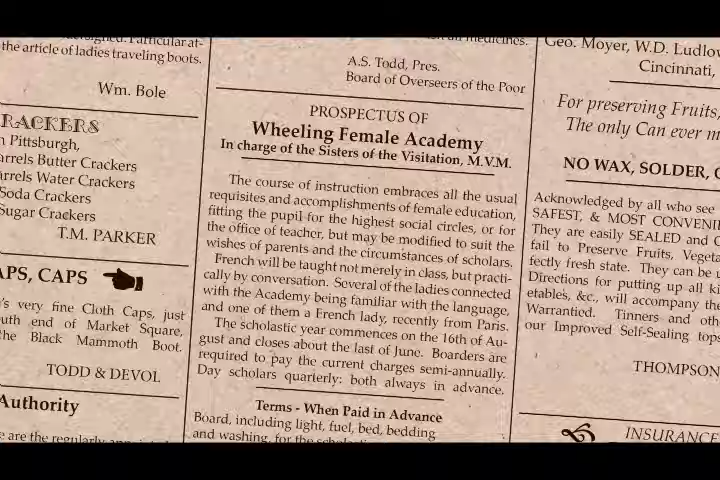 the article of ladies traveling boots.
Wm. Bole
RACKERS
Pittsburgh,
arrels Butter Crackers
arrels Water Crackers
Soda Crackers
Sugar Crackers
T.M. PARKER
APS, CAPS
's very fine Cloth Caps, just
uth end of Market Square,
the Black Mammoth Boot.
TODD & DEVOL
Authority
are the regularly
medicines.
A.S. Todd, Pres.
Board of Overseers of the Poor
PROSPECTUS OF
Wheeling Female Academy
In charge of the Sisters of the Visitation, M.V.M.
The course of instruction embraces all the usual
requisites and accomplishments of female education,
fitting the pupil for the highest social circles, or for
the office of teacher, but may be modified to suit the
wishes of parents and the circumstances of scholars.
French will be taught not merely in class, but practi-
cally by conversation. Several of the ladies connected
with the Academy being familiar with the language,
and one of them a French lady, recently from Paris.
The scholastic year commences on the 16th of Au-
gust and closes about the last of June. Boarders are
required to pay the current charges semi-annually.
Day scholars quarterly: both always in advance.
Terms - When Paid in Advance
Board, including light, fuel, bed, bedding
and washing, for the
Geo. Moyer, W.D. Ludlow
Cincinnati,
For preserving Fruits,
The only Can ever m
NO WAX, SOLDER,
Acknowledged by all who see
SAFEST, & MOST CONVENI
They are easily SEALED and
fail to Preserve Fruits, Vegeta
fectly fresh state. They can be
Directions for putting up all ki
etables, &c., will accompany the
Warrantied. Tinners and oth
our Improved Self-Sealing tops
THOMPSON
INSURANCE